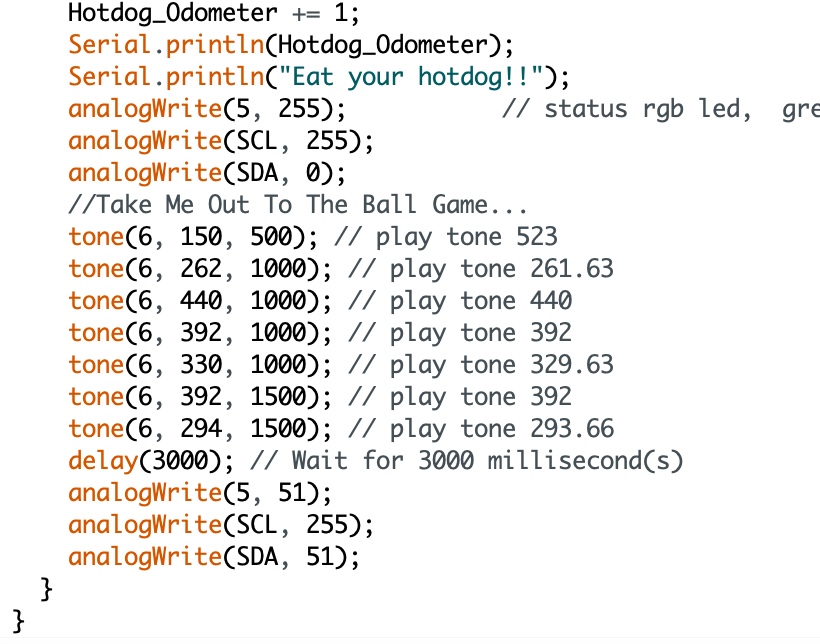 Hotdog_Odometer += 1;
Serial.println(Hotdog_Odometer);
Serial.println("Eat your hotdog!!");
analogWrite(5, 255);           // status rgb led,  gre
analogWrite(SCL, 255);
analogWrite(SDA, 0);
//Take Me Out To The Ball Game...
tone(6, 150, 500); // play tone 523
tone(6, 262, 1000); // play tone 261.63
tone(6, 440, 1000); // play tone 440
tone(6, 392, 1000); // play tone 392
tone(6, 330, 1000); // play tone 329.63
tone(6, 392, 1500); // play tone 392
tone(6, 294, 1500); // play tone 293.66
delay(3000); // Wait for 3000 millisecond(s)
analogWrite(5, 51);
analogWrite(SCL, 255);
analogWrite(SDA, 51);
}
}